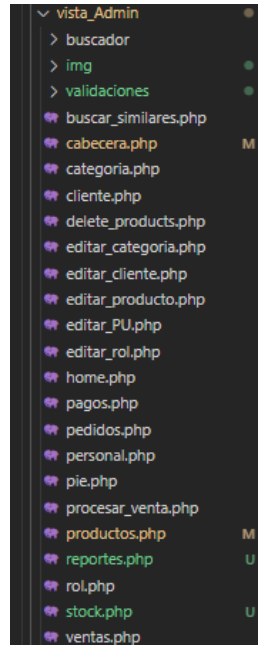 vista_Admin
buscador
img
validaciones
buscar_similares.php
cabecera.php M
categoria.php
cliente.php
delete_products.php
editar_categoria.php
editar_cliente.php
editar_producto.php
editar_PU.php
editar_rol.php
home.php
pagos.php
pedidos.php
personal.php
pie.php
procesar_venta.php
productos.php M
reportes.php U
rol.php
stock.php U
ventas.php